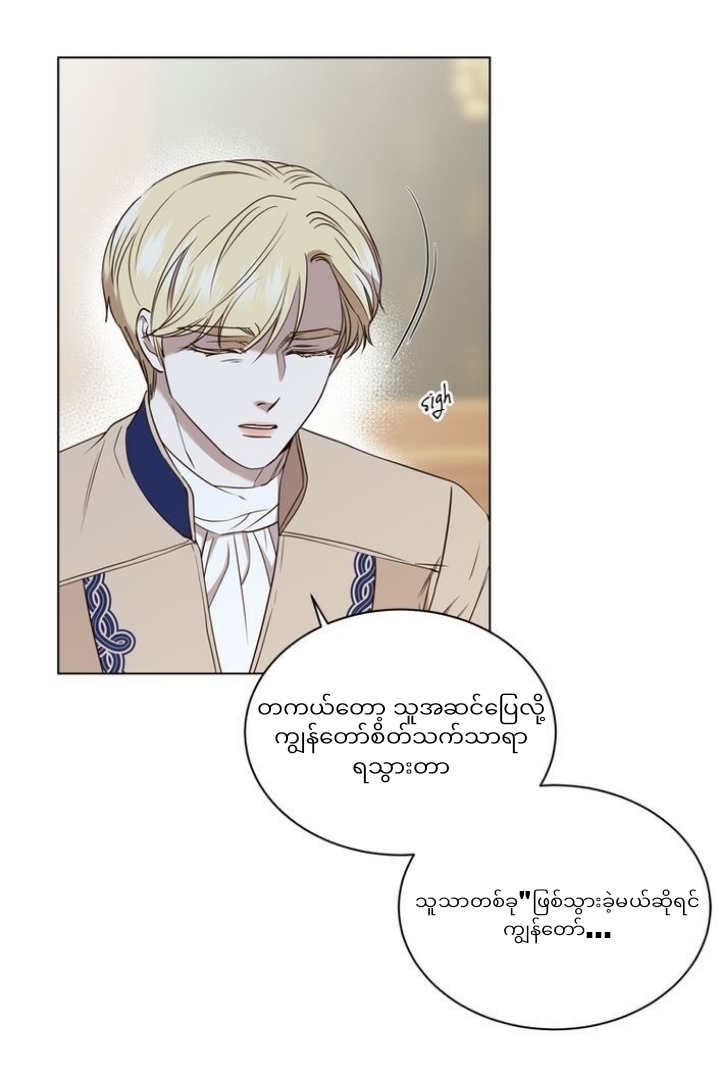 sigh
တကယ်တော့ သူအဆင်ပြေလို့
ကျွန်တော်စိတ်သက်သာရာ
ရသွားတာ
သူသာတစ်ခု"ဖြစ်သွားခဲ့မယ်ဆိုရင်
ကျွန်တော်...